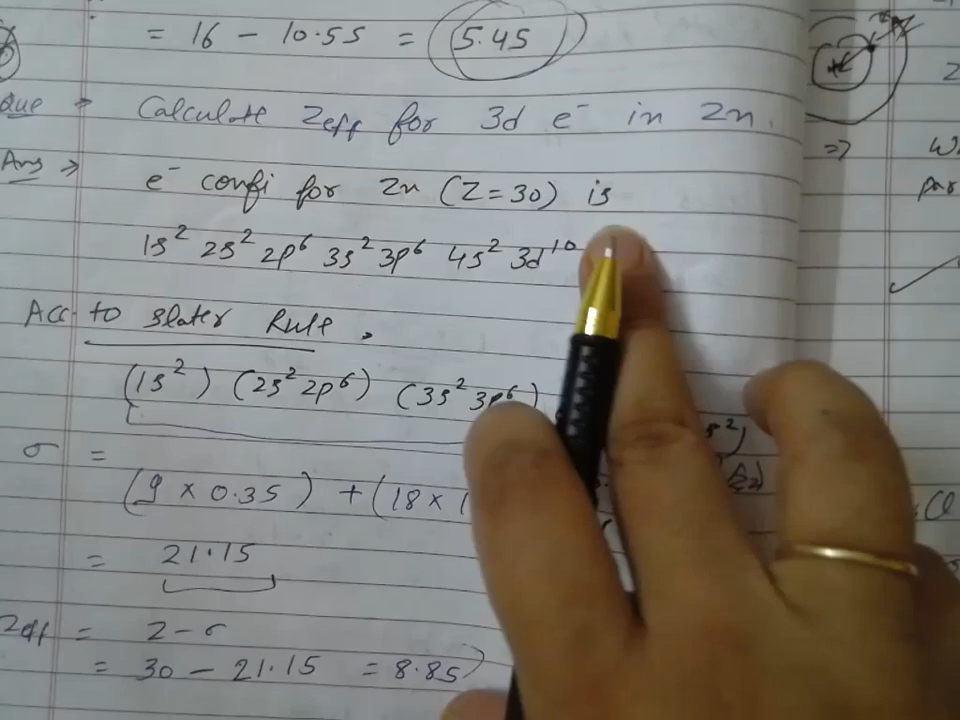 = 16 - 10.55 = 5.45
Que → Calculate Zeff for 3d e⁻ in Zn.
Ans → e⁻ confi for Zn (Z=30) is
1s² 2s² 2p⁶ 3s² 3p⁶ 4s² 3d¹⁰
Acc. to Slater Rule,
(1s²) (2s² 2p⁶) (3s² 3p⁶)
σ =
(9 × 0.35) + (18 × 1
= 21.15
Zeff = Z - σ
= 30 - 21.15 = 8.85